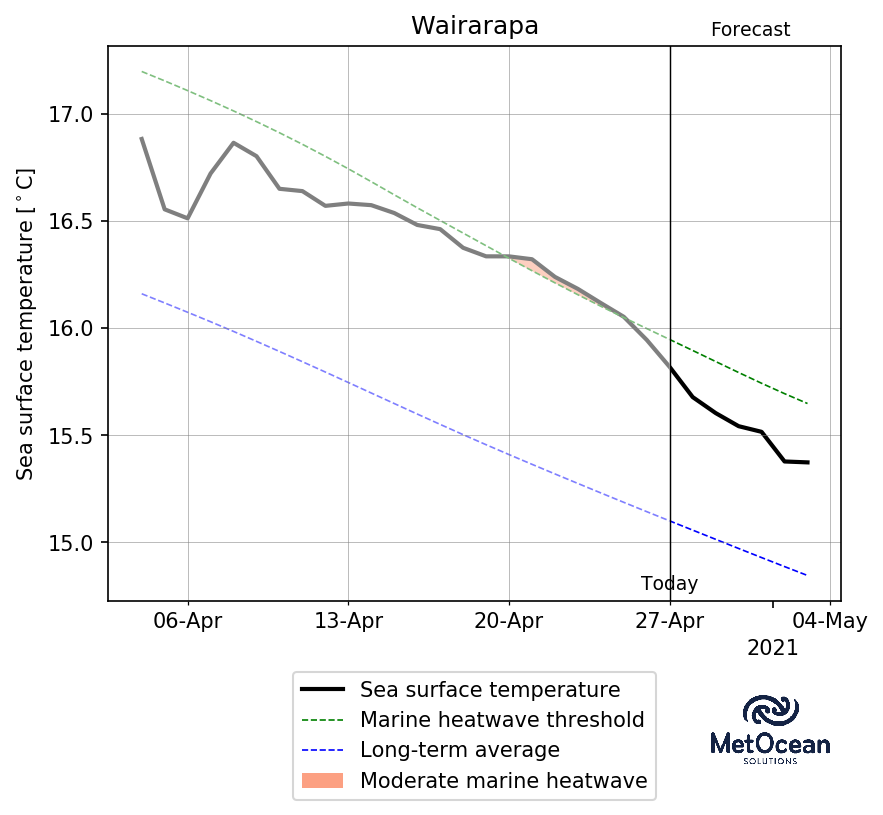 Wairarapa
Forecast
17.0
16.5
16.0
15.5
15.0
Sea surface temperature [°C]
Today
06-Apr
13-Apr
20-Apr
27-Apr
04-May
2021
Sea surface temperature
Marine heatwave threshold
Long-term average
Moderate marine heatwave
MetOcean
SOLUTIONS